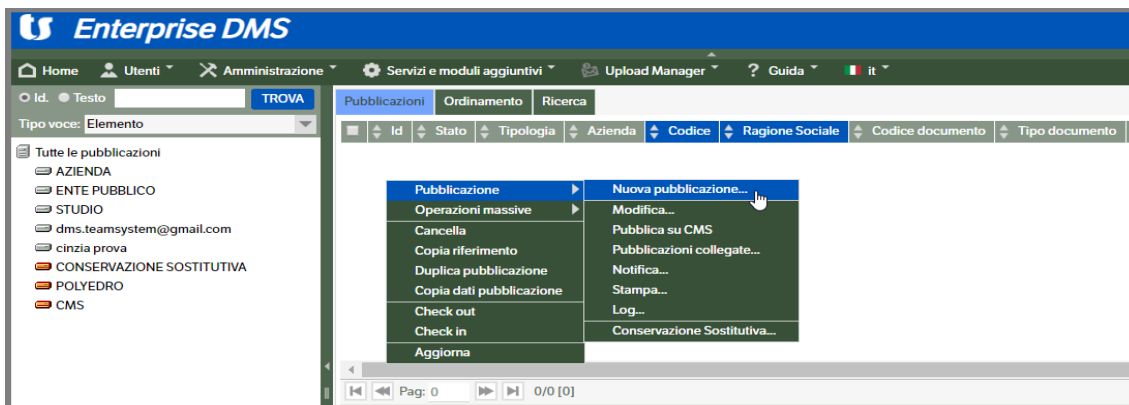 ts Enterprise DMS
Home Utenti Amministrazione Servizi e moduli aggiuntivi Upload Manager ? Guida it
Id. Testo TROVA
Tipo voce: Elemento
Tutte le pubblicazioni
AZIENDA
ENTE PUBBLICO
STUDIO
dms.teamsystem@gmail.com
cinzia prova
CONSERVAZIONE SOSTITUTIVA
POLYEDRO
CMS
Pubblicazioni Ordinamento Ricerca
Id Stato Tipologia Azienda Codice Ragione Sociale Codice documento Tipo documento
Pubblicazione
Operazioni massive
Cancella
Copia riferimento
Duplica pubblicazione
Copia dati pubblicazione
Check out
Check in
Aggiorna
Nuova pubblicazione...
Modifica...
Pubblica su CMS
Pubblicazioni collegate...
Notifica...
Stampa...
Log...
Conservazione Sostitutiva...
Pag: 0 0/0 [0]